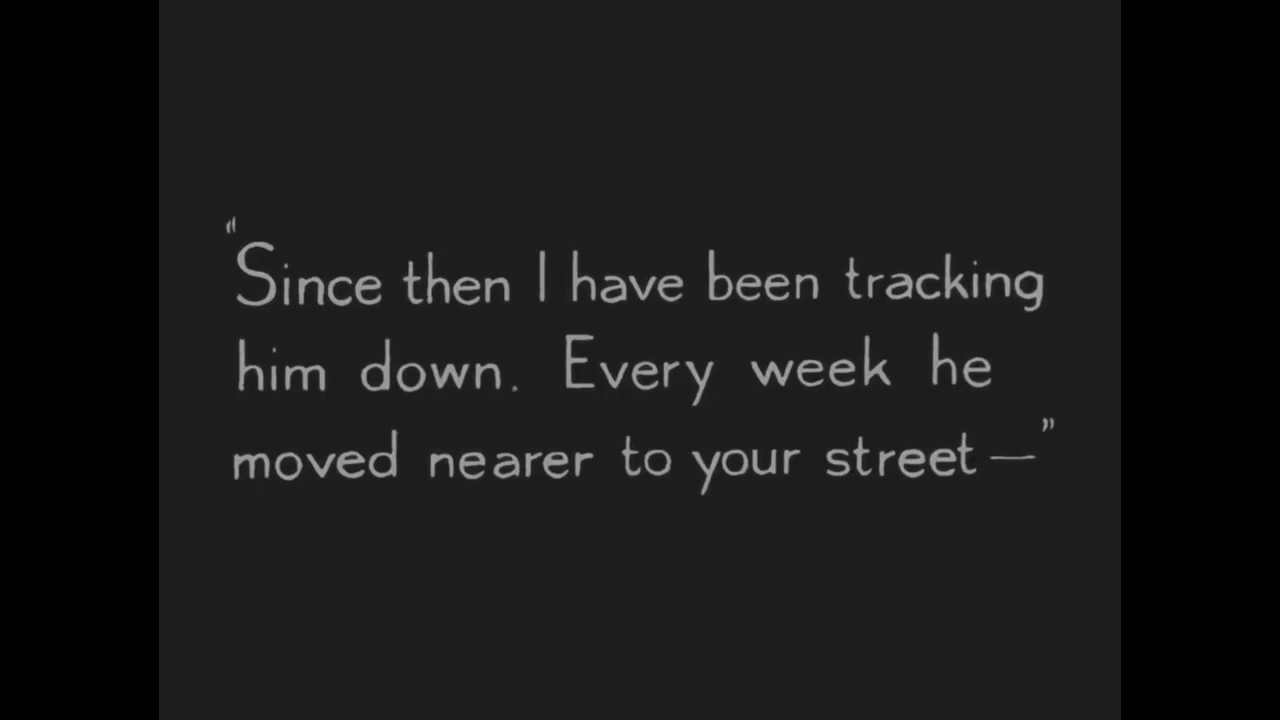 “Since then I have been tracking
him down. Every week he
moved nearer to your street —”